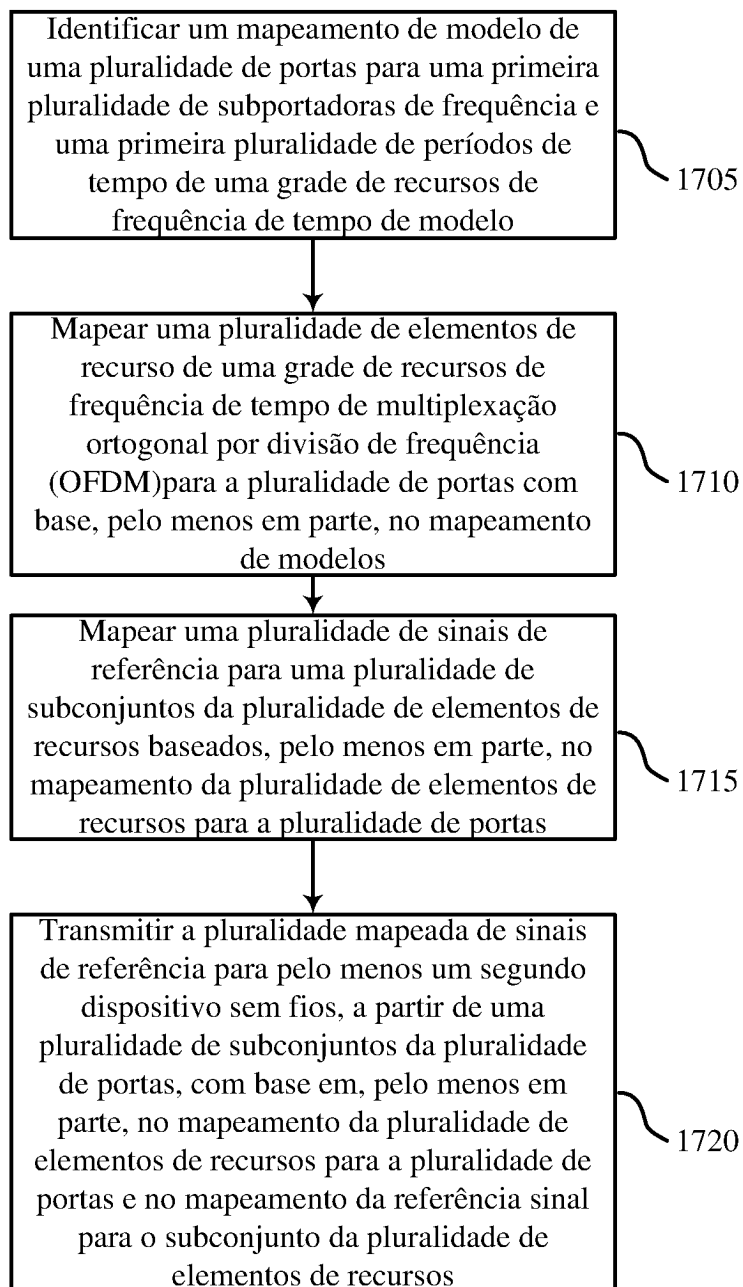 Identificar um mapeamento de modelo de
uma pluralidade de portas para uma primeira
pluralidade de subportadoras de frequência e
uma primeira pluralidade de períodos de
tempo de uma grade de recursos de
frequência de tempo de modelo
1705
Mapear uma pluralidade de elementos de
recurso de uma grade de recursos de
frequência de tempo de multiplexação
ortogonal por divisão de frequência
(OFDM)para a pluralidade de portas com
base, pelo menos em parte, no mapeamento
de modelos
1710
Mapear uma pluralidade de sinais de
referência para uma pluralidade de
subconjuntos da pluralidade de elementos de
recursos baseados, pelo menos em parte, no
mapeamento da pluralidade de elementos de
recursos para a pluralidade de portas
1715
Transmitir a pluralidade mapeada de sinais
de referência para pelo menos um segundo
dispositivo sem fios, a partir de uma
pluralidade de subconjuntos da pluralidade
de portas, com base em, pelo menos em
parte, no mapeamento da pluralidade de
elementos de recursos para a pluralidade de
portas e no mapeamento da referência sinal
para o subconjunto da pluralidade de
elementos de recursos
1720